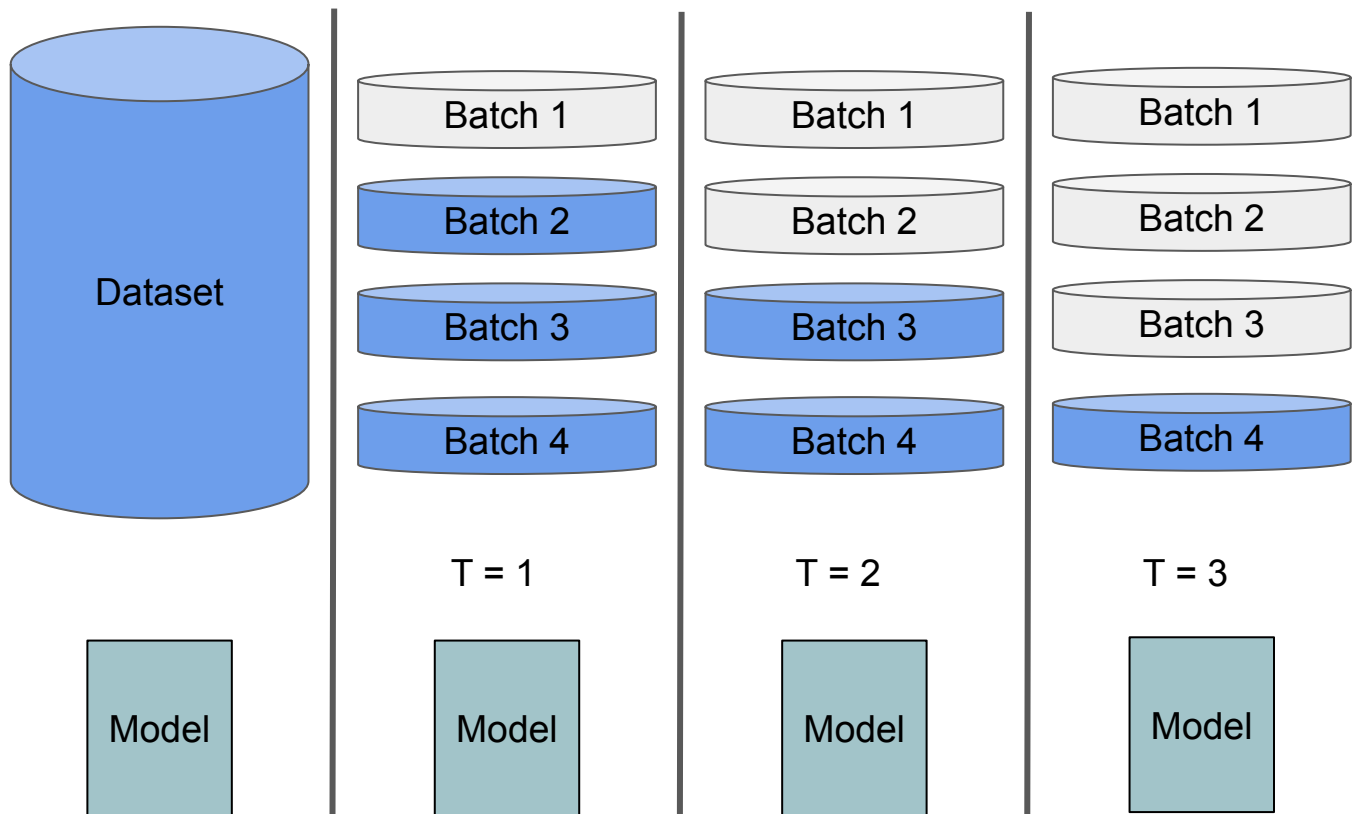 Dataset
Model
Batch 1
Batch 2
Batch 3
Batch 4
T = 1
Model
Batch 1
Batch 2
Batch 3
Batch 4
T = 2
Model
Batch 1
Batch 2
Batch 3
Batch 4
T = 3
Model